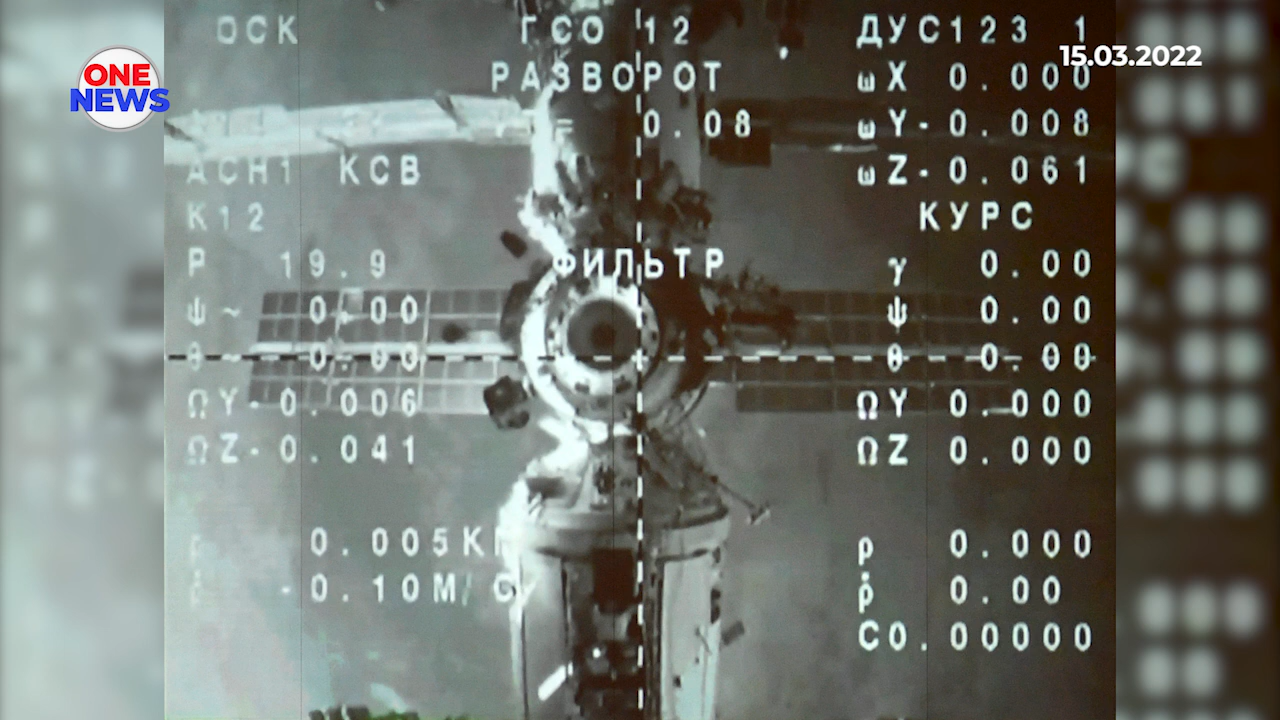 ОСК ГСО 12 ДУС123 1
15.03.2022
ONE
NEWS
РАЗВОРОТ ωX 0.000
= 0.08 ωY-0.008
АСН1 КСВ ωZ-0.061
К12 КУРС
Р 19.9 ФИЛЬТР γ 0.00
ψ~ 0.00 ψ 0.00
θ~ 0.00 θ 0.00
ΩY-0.006 ΩY 0.000
ΩZ-0.041 ΩZ 0.000
ρ 0.005КМ ρ 0.000
ρ̇ -0.10М/С ρ̇ 0.00
С0.00000